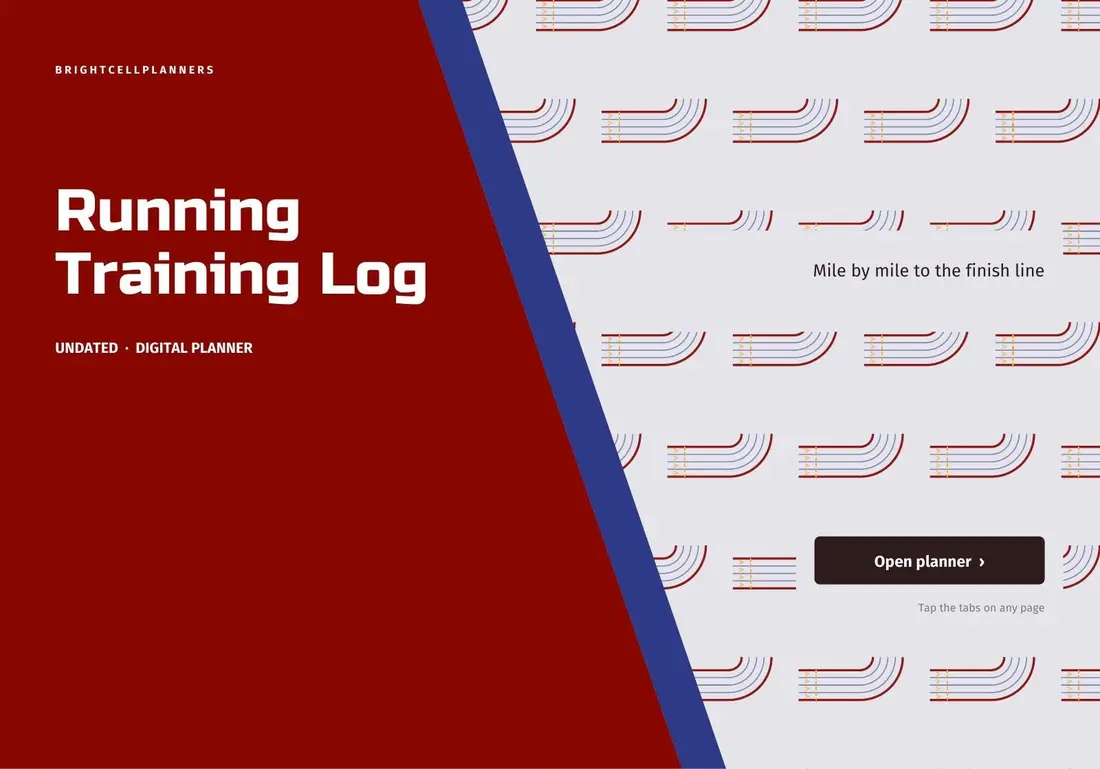 BRIGHTCELLPLANNERS
Running
Training Log
UNDATED · DIGITAL PLANNER
Mile by mile to the finish line
Open planner ›
Tap the tabs on any page